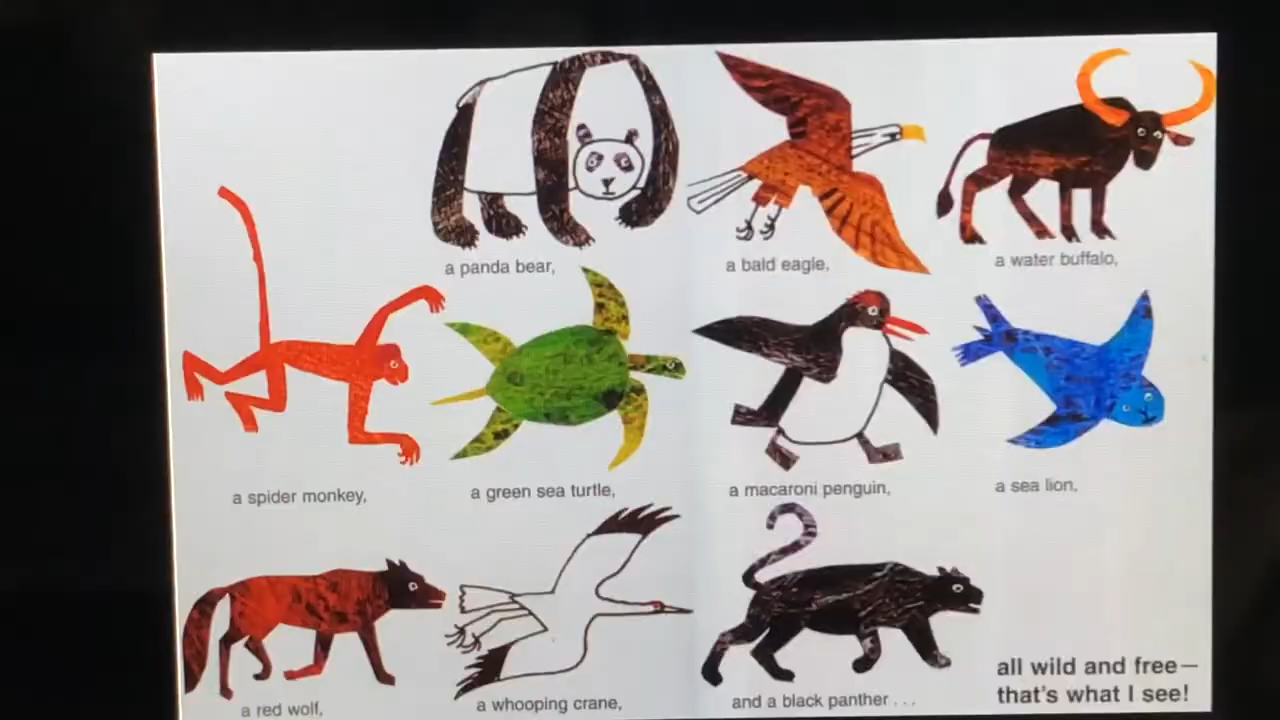 a panda bear,
a bald eagle,
a water buffalo,
a spider monkey,
a green sea turtle,
a macaroni penguin,
a sea lion,
a red wolf,
a whooping crane,
and a black panther . . .
all wild and free—
that's what I see!